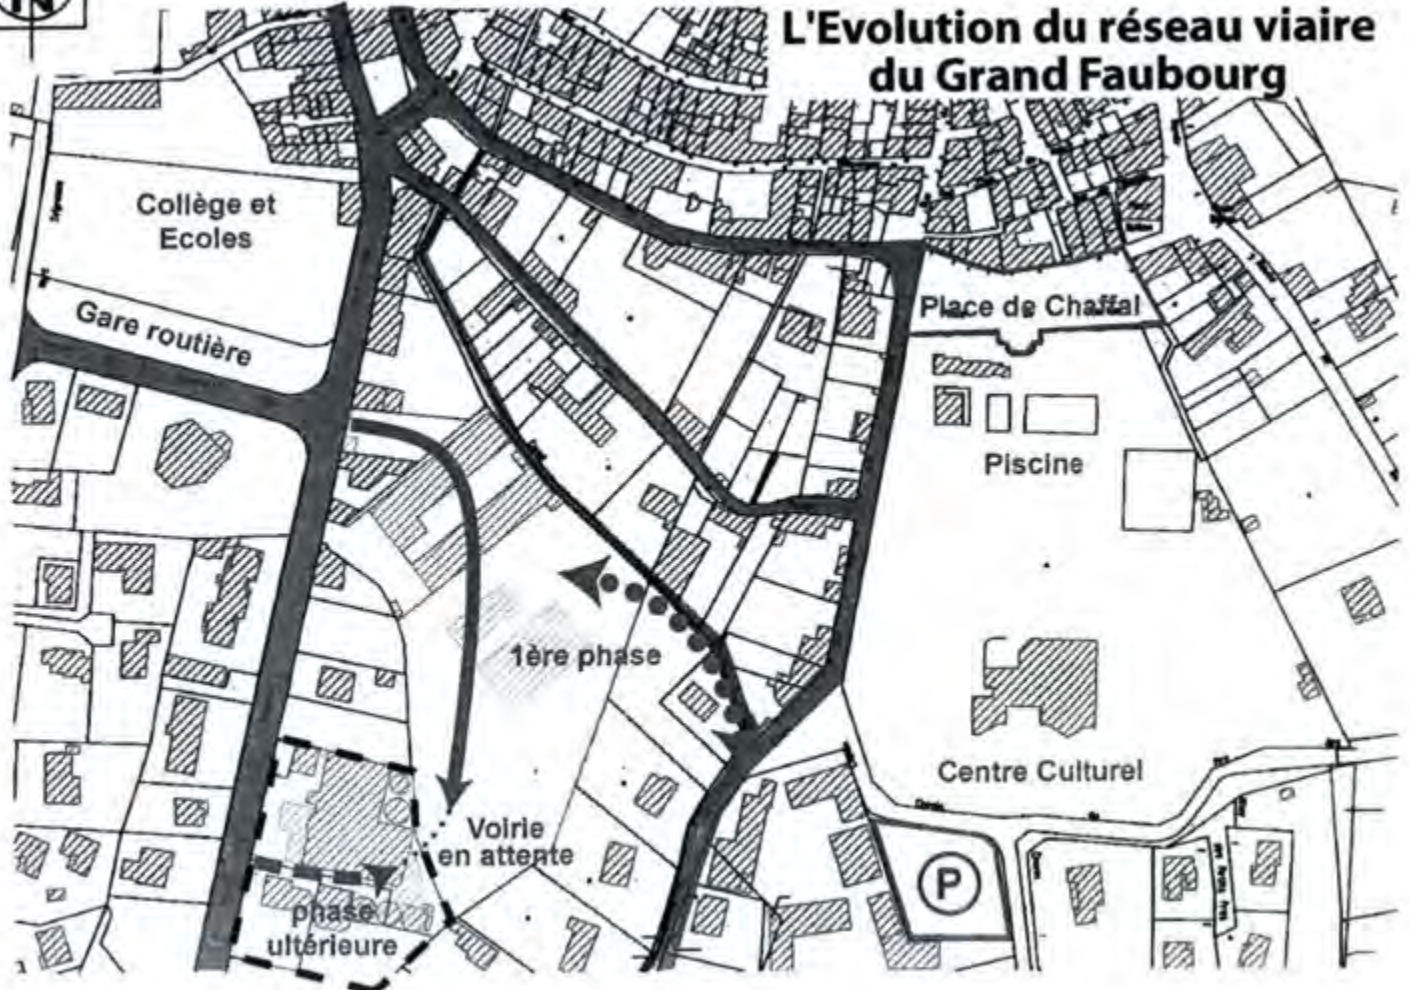 N
L'Evolution du réseau viaire
du Grand Faubourg
Collège et
Ecoles
Gare routière
Place de Chaffal
Piscine
1ère phase
Centre Culturel
Voirie
en attente
P
phase
ultérieure